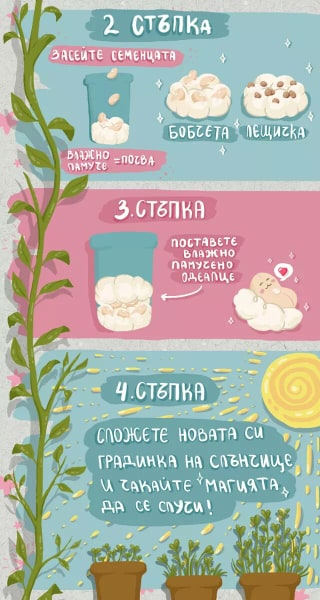 2 СТЪПКА
ЗАСЕЙТЕ СЕМЕНЦАТА
БОБЧЕТА
ЛЕЩИЧКА
ВЛАЖНО
ПАМУЧЕ = ПОЧВА
3. СТЪПКА
ПОСТАВЕТЕ
ВЛАЖНО
ПАМУЧЕНО
ОДЕАЛЦЕ
4. СТЪПКА
СЛОЖЕТЕ НОВАТА СИ
ГРАДИНКА НА СЛЪНЧИЦЕ
И ЧАКАЙТЕ МАГИЯТА
ДА СЕ СЛУЧИ!